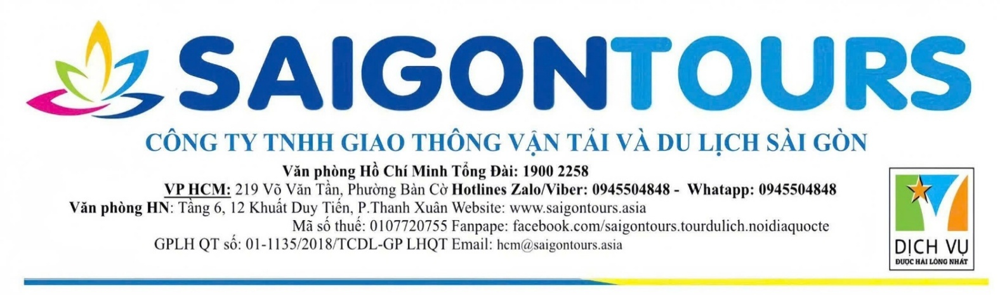 SAIGONTOURS
CÔNG TY TNHH GIAO THÔNG VẬN TẢI VÀ DU LỊCH SÀI GÒN
Văn phòng Hồ Chí Minh Tổng Đài: 1900 2258
VP HCM: 219 Võ Văn Tần, Phường Bàn Cờ Hotlines Zalo/Viber: 0945504848 - Whatapp: 0945504848
Văn phòng HN: Tầng 6, 12 Khuất Duy Tiến, P.Thanh Xuân Website: www.saigontours.asia
Mã số thuế: 0107720755 Fanpape: facebook.com/saigontours.tourdulich.noidiaquocte
GPLH QT số: 01-1135/2018/TCDL-GP LHQT Email: hcm@saigontours.asia
DỊCH VỤ
ĐƯỢC HÀI LÒNG NHẤT